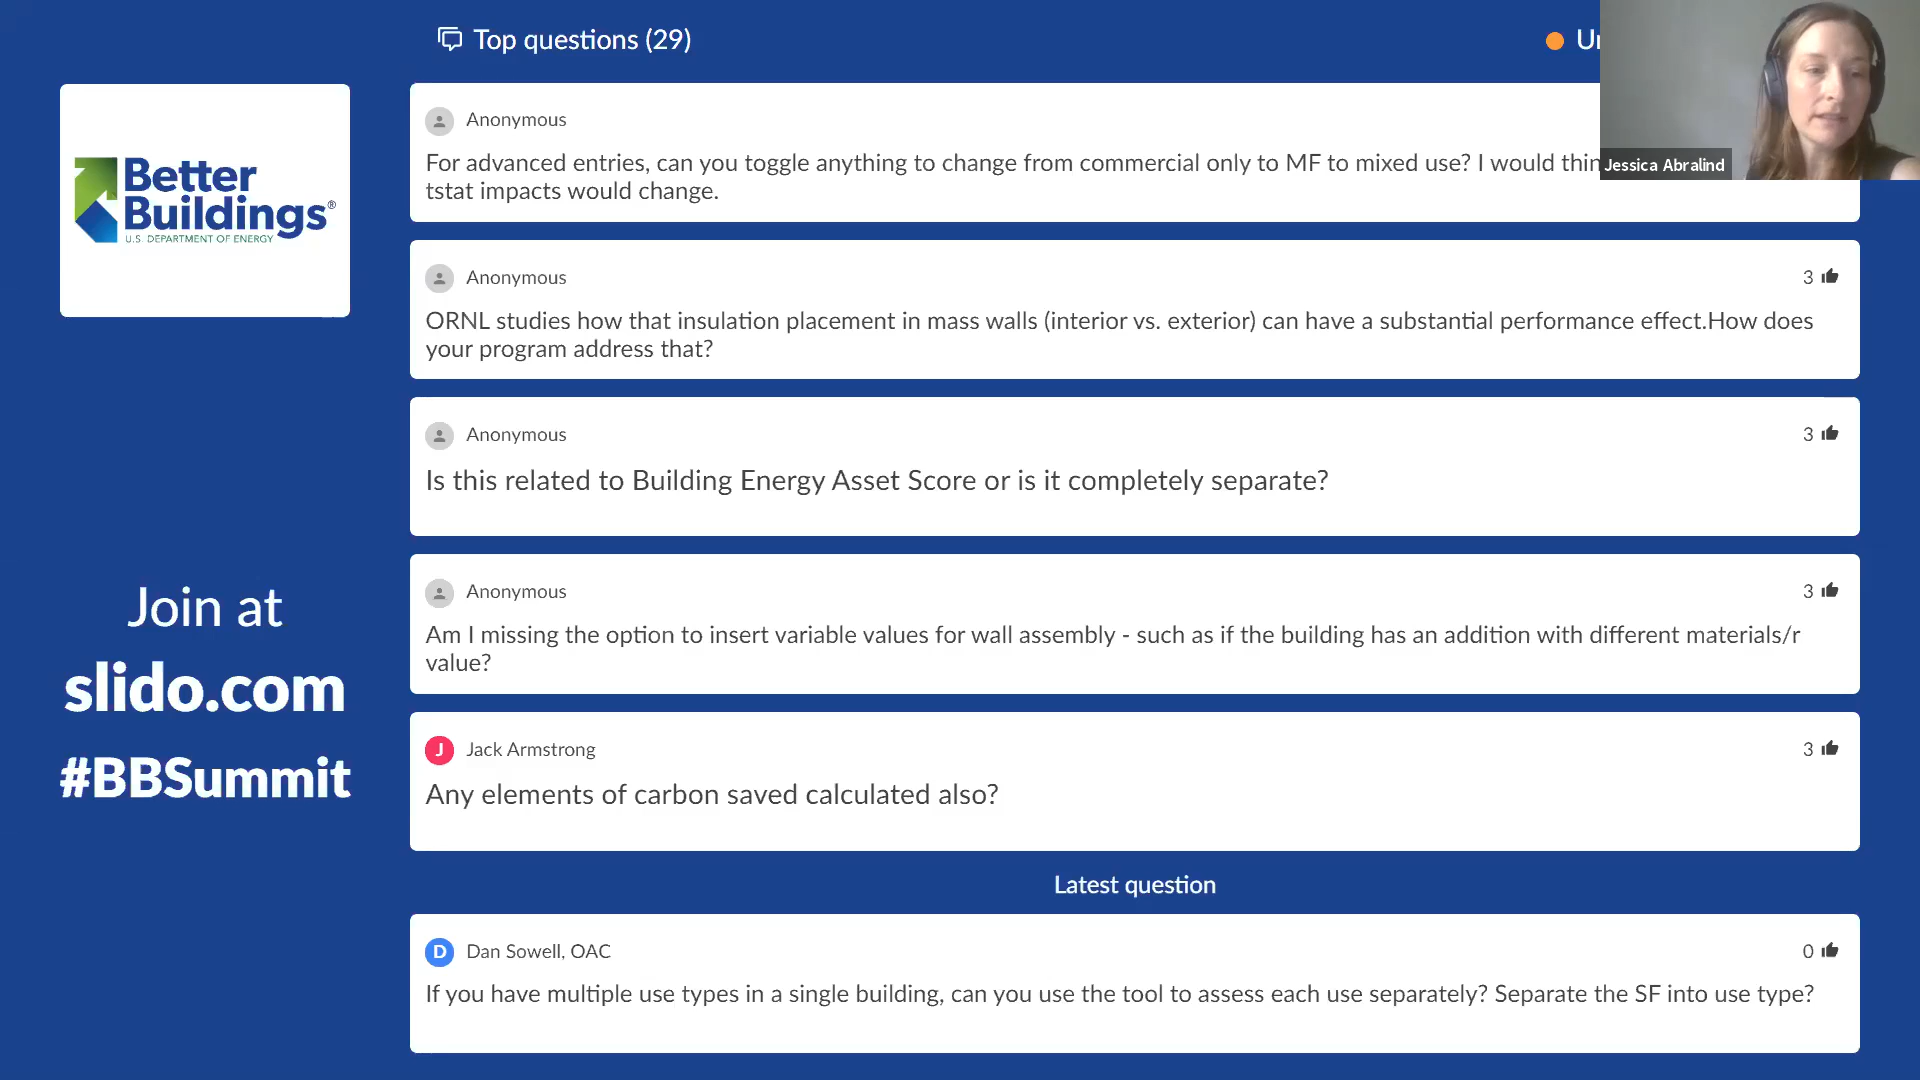 Top questions (29)
Better
Buildings®
U.S. DEPARTMENT OF ENERGY
Join at
slido.com
#BBSummit
Anonymous
For advanced entries, can you toggle anything to change from commercial only to MF to mixed use? I would
tstat impacts would change.
Jessica Abralind
Anonymous
3
ORNL studies how that insulation placement in mass walls (interior vs. exterior) can have a substantial performance effect.How does
your program address that?
Anonymous
3
Is this related to Building Energy Asset Score or is it completely separate?
Anonymous
3
Am I missing the option to insert variable values for wall assembly - such as if the building has an addition with different materials/r
value?
J
Jack Armstrong
3
Any elements of carbon saved calculated also?
Latest question
D
Dan Sowell, OAC
0
If you have multiple use types in a single building, can you use the tool to assess each use separately? Separate the SF into use type?